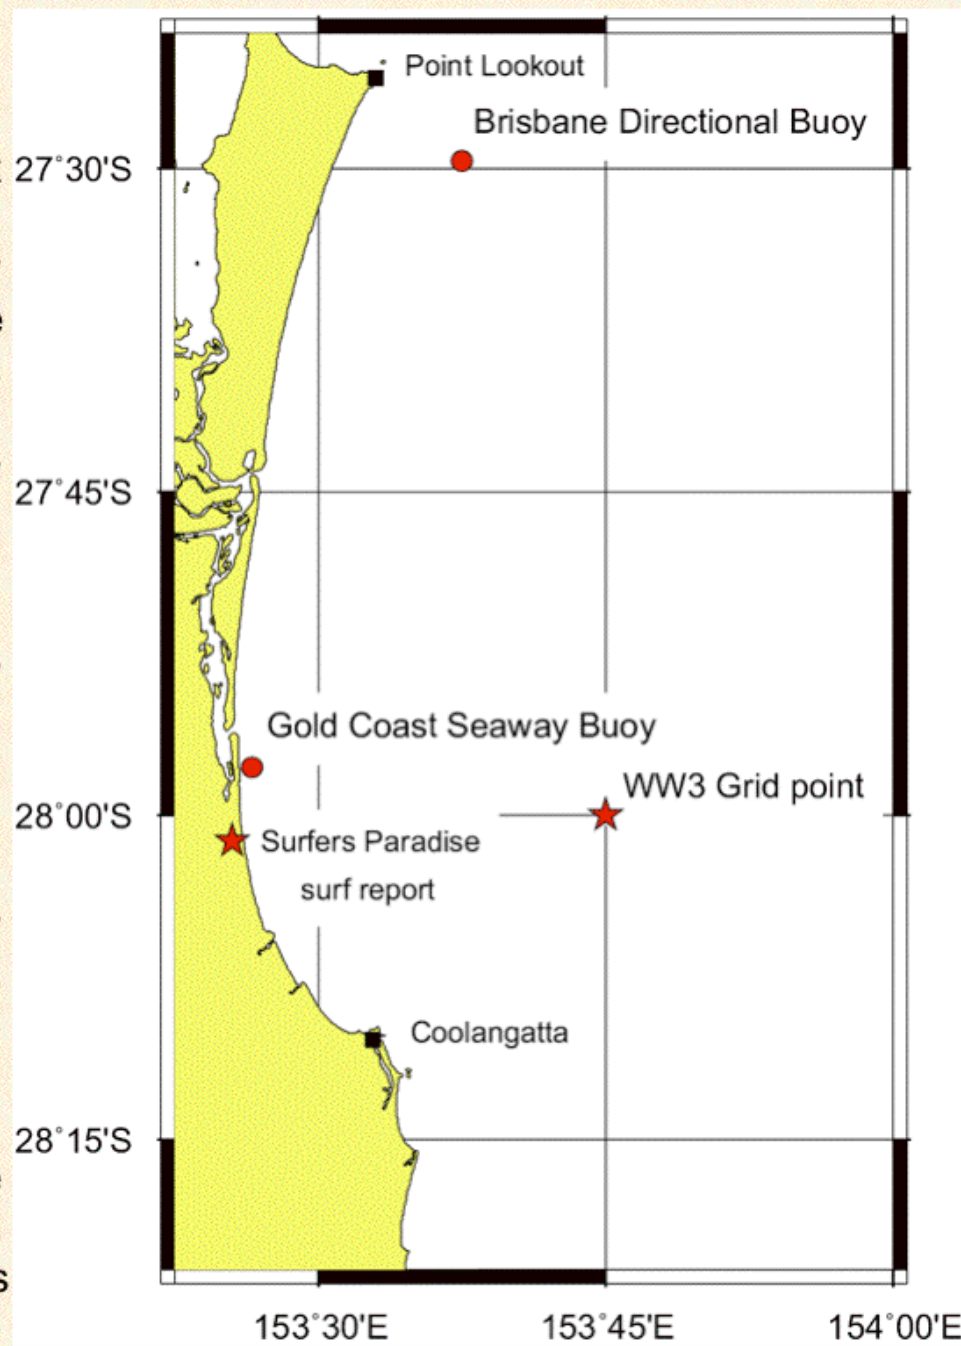 Point Lookout
Brisbane Directional Buoy
27°30'S
27°45'S
Gold Coast Seaway Buoy
WW3 Grid point
28°00'S
Surfers Paradise
surf report
Coolangatta
28°15'S
153°30'E 153°45'E 154°00'E